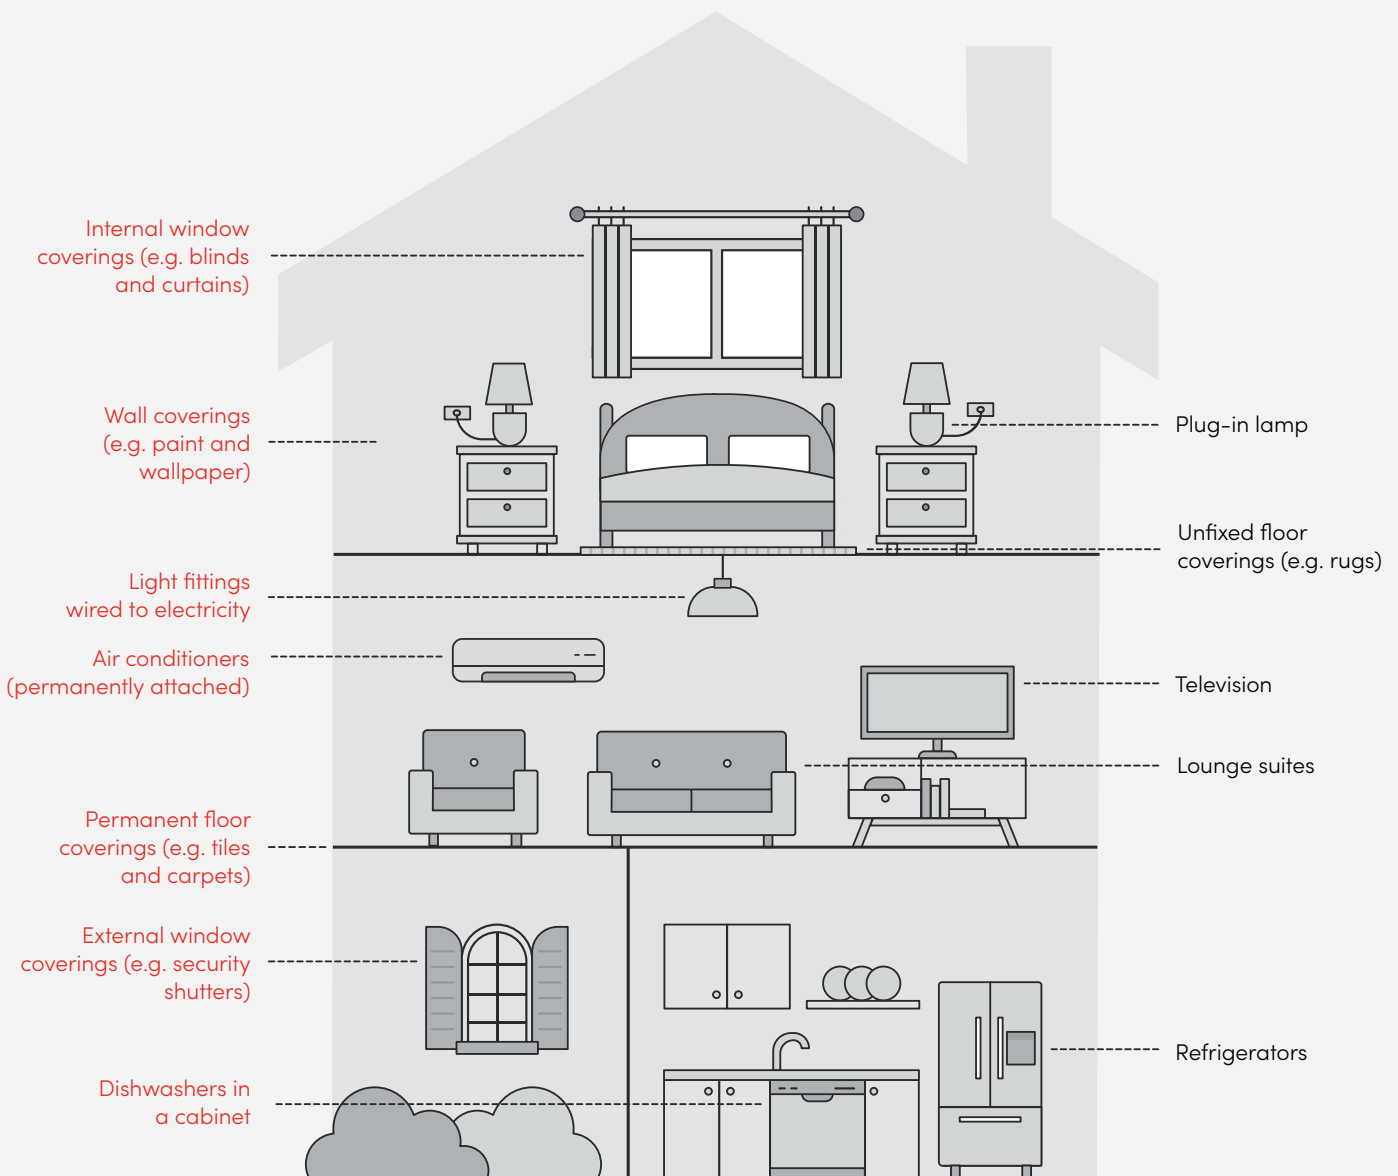 Internal window
coverings (e.g. blinds
and curtains)
Wall coverings
(e.g. paint and
wallpaper)
Light fittings
wired to electricity
Air conditioners
(permanently attached)
Permanent floor
coverings (e.g. tiles
and carpets)
External window
coverings (e.g. security
shutters)
Dishwashers in
a cabinet
Plug-in lamp
Unfixed floor
coverings (e.g. rugs)
Television
Lounge suites
Refrigerators